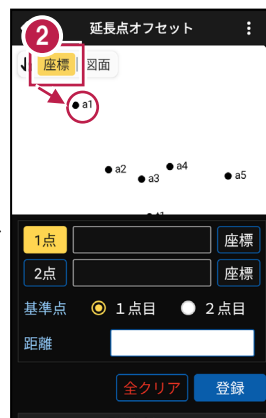 延長点オフセット
2
座標 図面
a1
a2
a3
a4
a5
1点 座標
2点 座標
基準点 1点目 2点目
距離
全クリア 登録